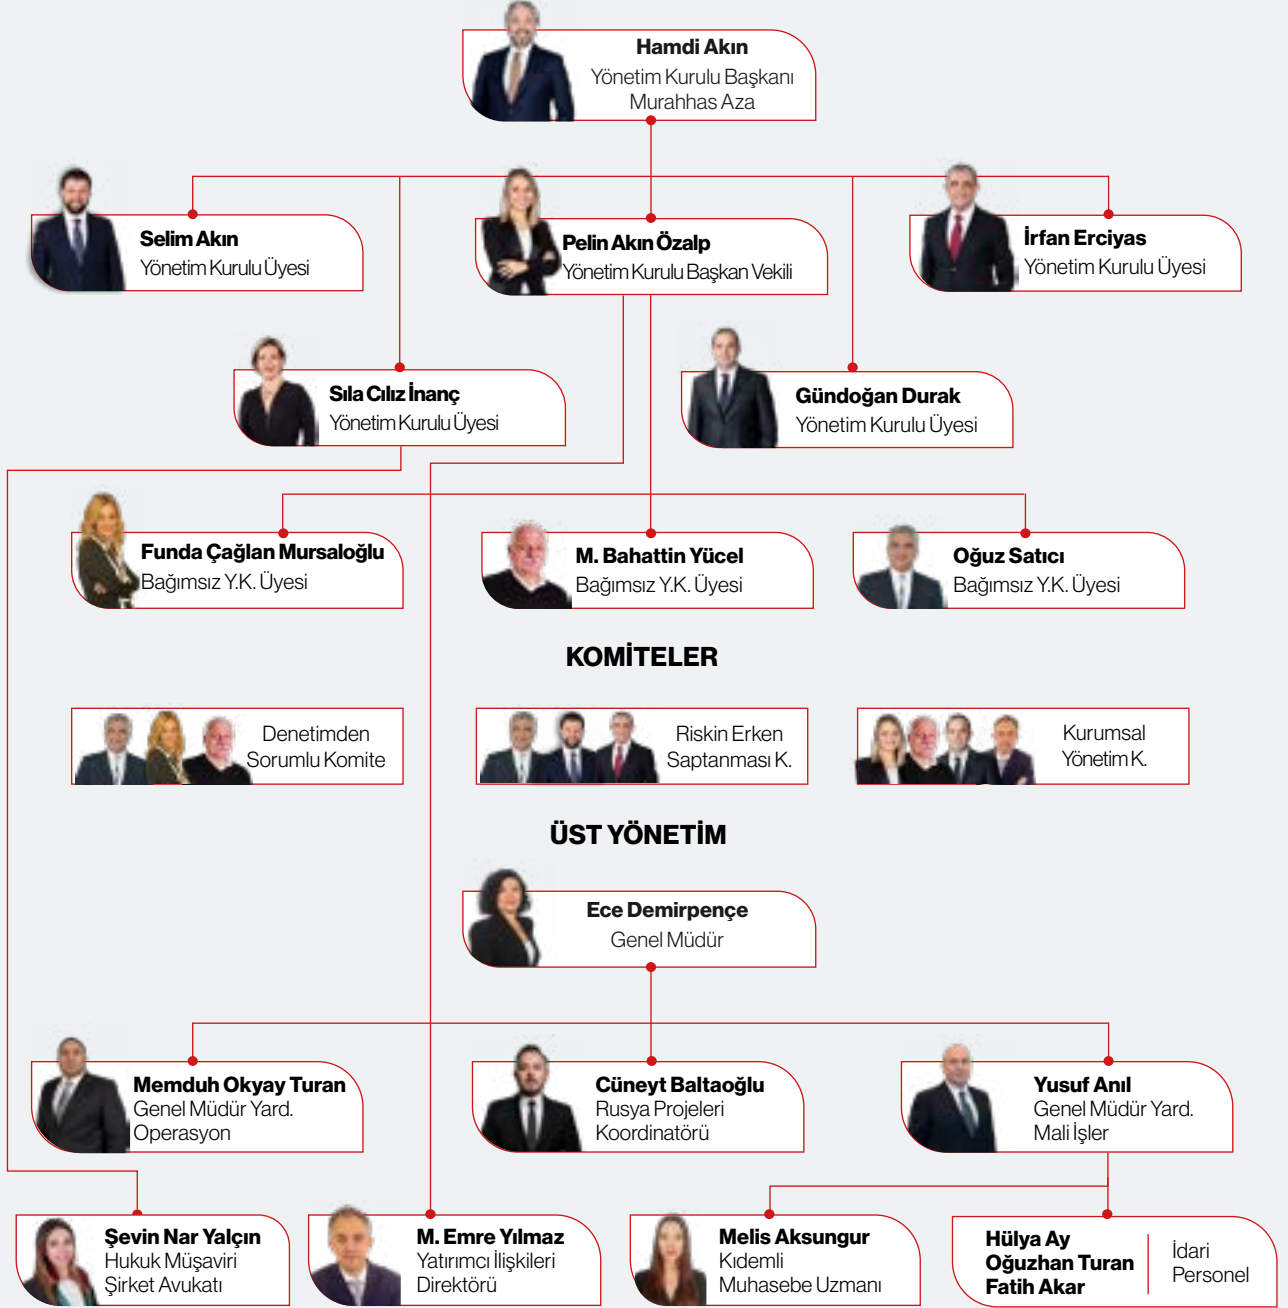 Hamdi Akın
Yönetim Kurulu Başkanı
Murahhas Aza
Selim Akın
Yönetim Kurulu Üyesi
Pelin Akın Özalp
Yönetim Kurulu Başkan Vekili
İrfan Erciyas
Yönetim Kurulu Üyesi
Sıla Cılız İnanç
Yönetim Kurulu Üyesi
Gündoğan Durak
Yönetim Kurulu Üyesi
Funda Çağlan Mursaloğlu
Bağımsız Y.K. Üyesi
M. Bahattin Yücel
Bağımsız Y.K. Üyesi
Oğuz Satıcı
Bağımsız Y.K. Üyesi
KOMİTELER
Denetimden
Sorumlu Komite
Riskin Erken
Saptanması K.
Kurumsal
Yönetim K.
ÜST YÖNETİM
Ece Demirpençe
Genel Müdür
Memduh Okyay Turan
Genel Müdür Yard.
Operasyon
Cüneyt Baltaoğlu
Rusya Projeleri
Koordinatörü
Yusuf Anıl
Genel Müdür Yard.
Mali İşler
Şevin Nar Yalçın
Hukuk Müşaviri
Şirket Avukatı
M. Emre Yılmaz
Yatırımcı İlişkileri
Direktörü
Melis Aksungur
Kıdemli
Muhasebe Uzmanı
Hülya Ay
Oğuzhan Turan
Fatih Akar
İdari
Personel